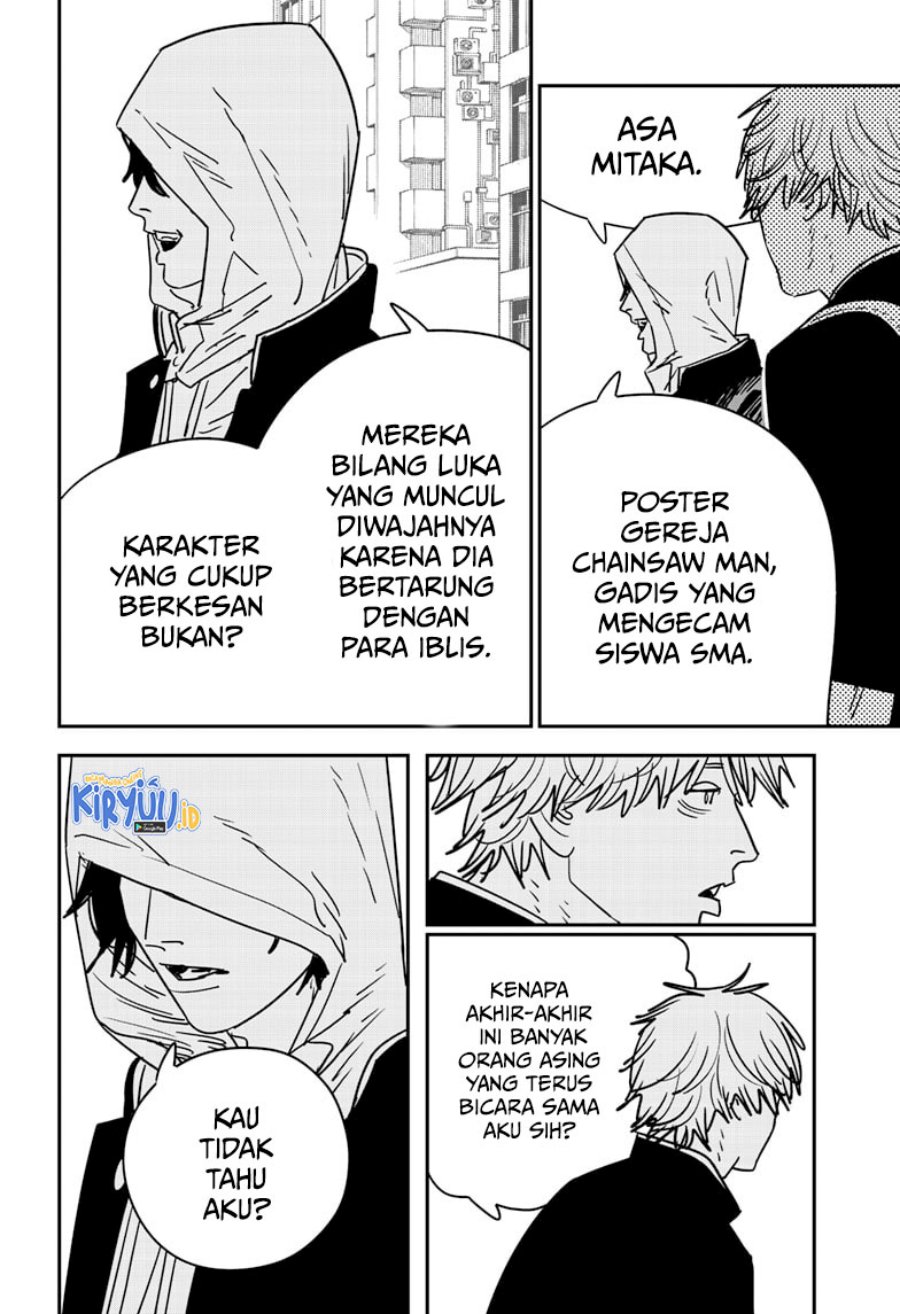 ASA
MITAKA.
POSTER
GEREJA
CHAINSAW MAN,
GADIS YANG
MENGECAM
SISWA SMA.
MEREKA
BILANG LUKA
YANG MUNCUL
DIWAJAHNYA
KARENA DIA
BERTARUNG
DENGAN
PARA IBLIS.
KARAKTER
YANG CUKUP
BERKESAN
BUKAN?
KENAPA
AKHIR-AKHIR
INI BANYAK
ORANG ASING
YANG TERUS
BICARA SAMA
AKU SIH?
KIRYUU.ID
Google Play
KAU
TIDAK
TAHU
AKU?